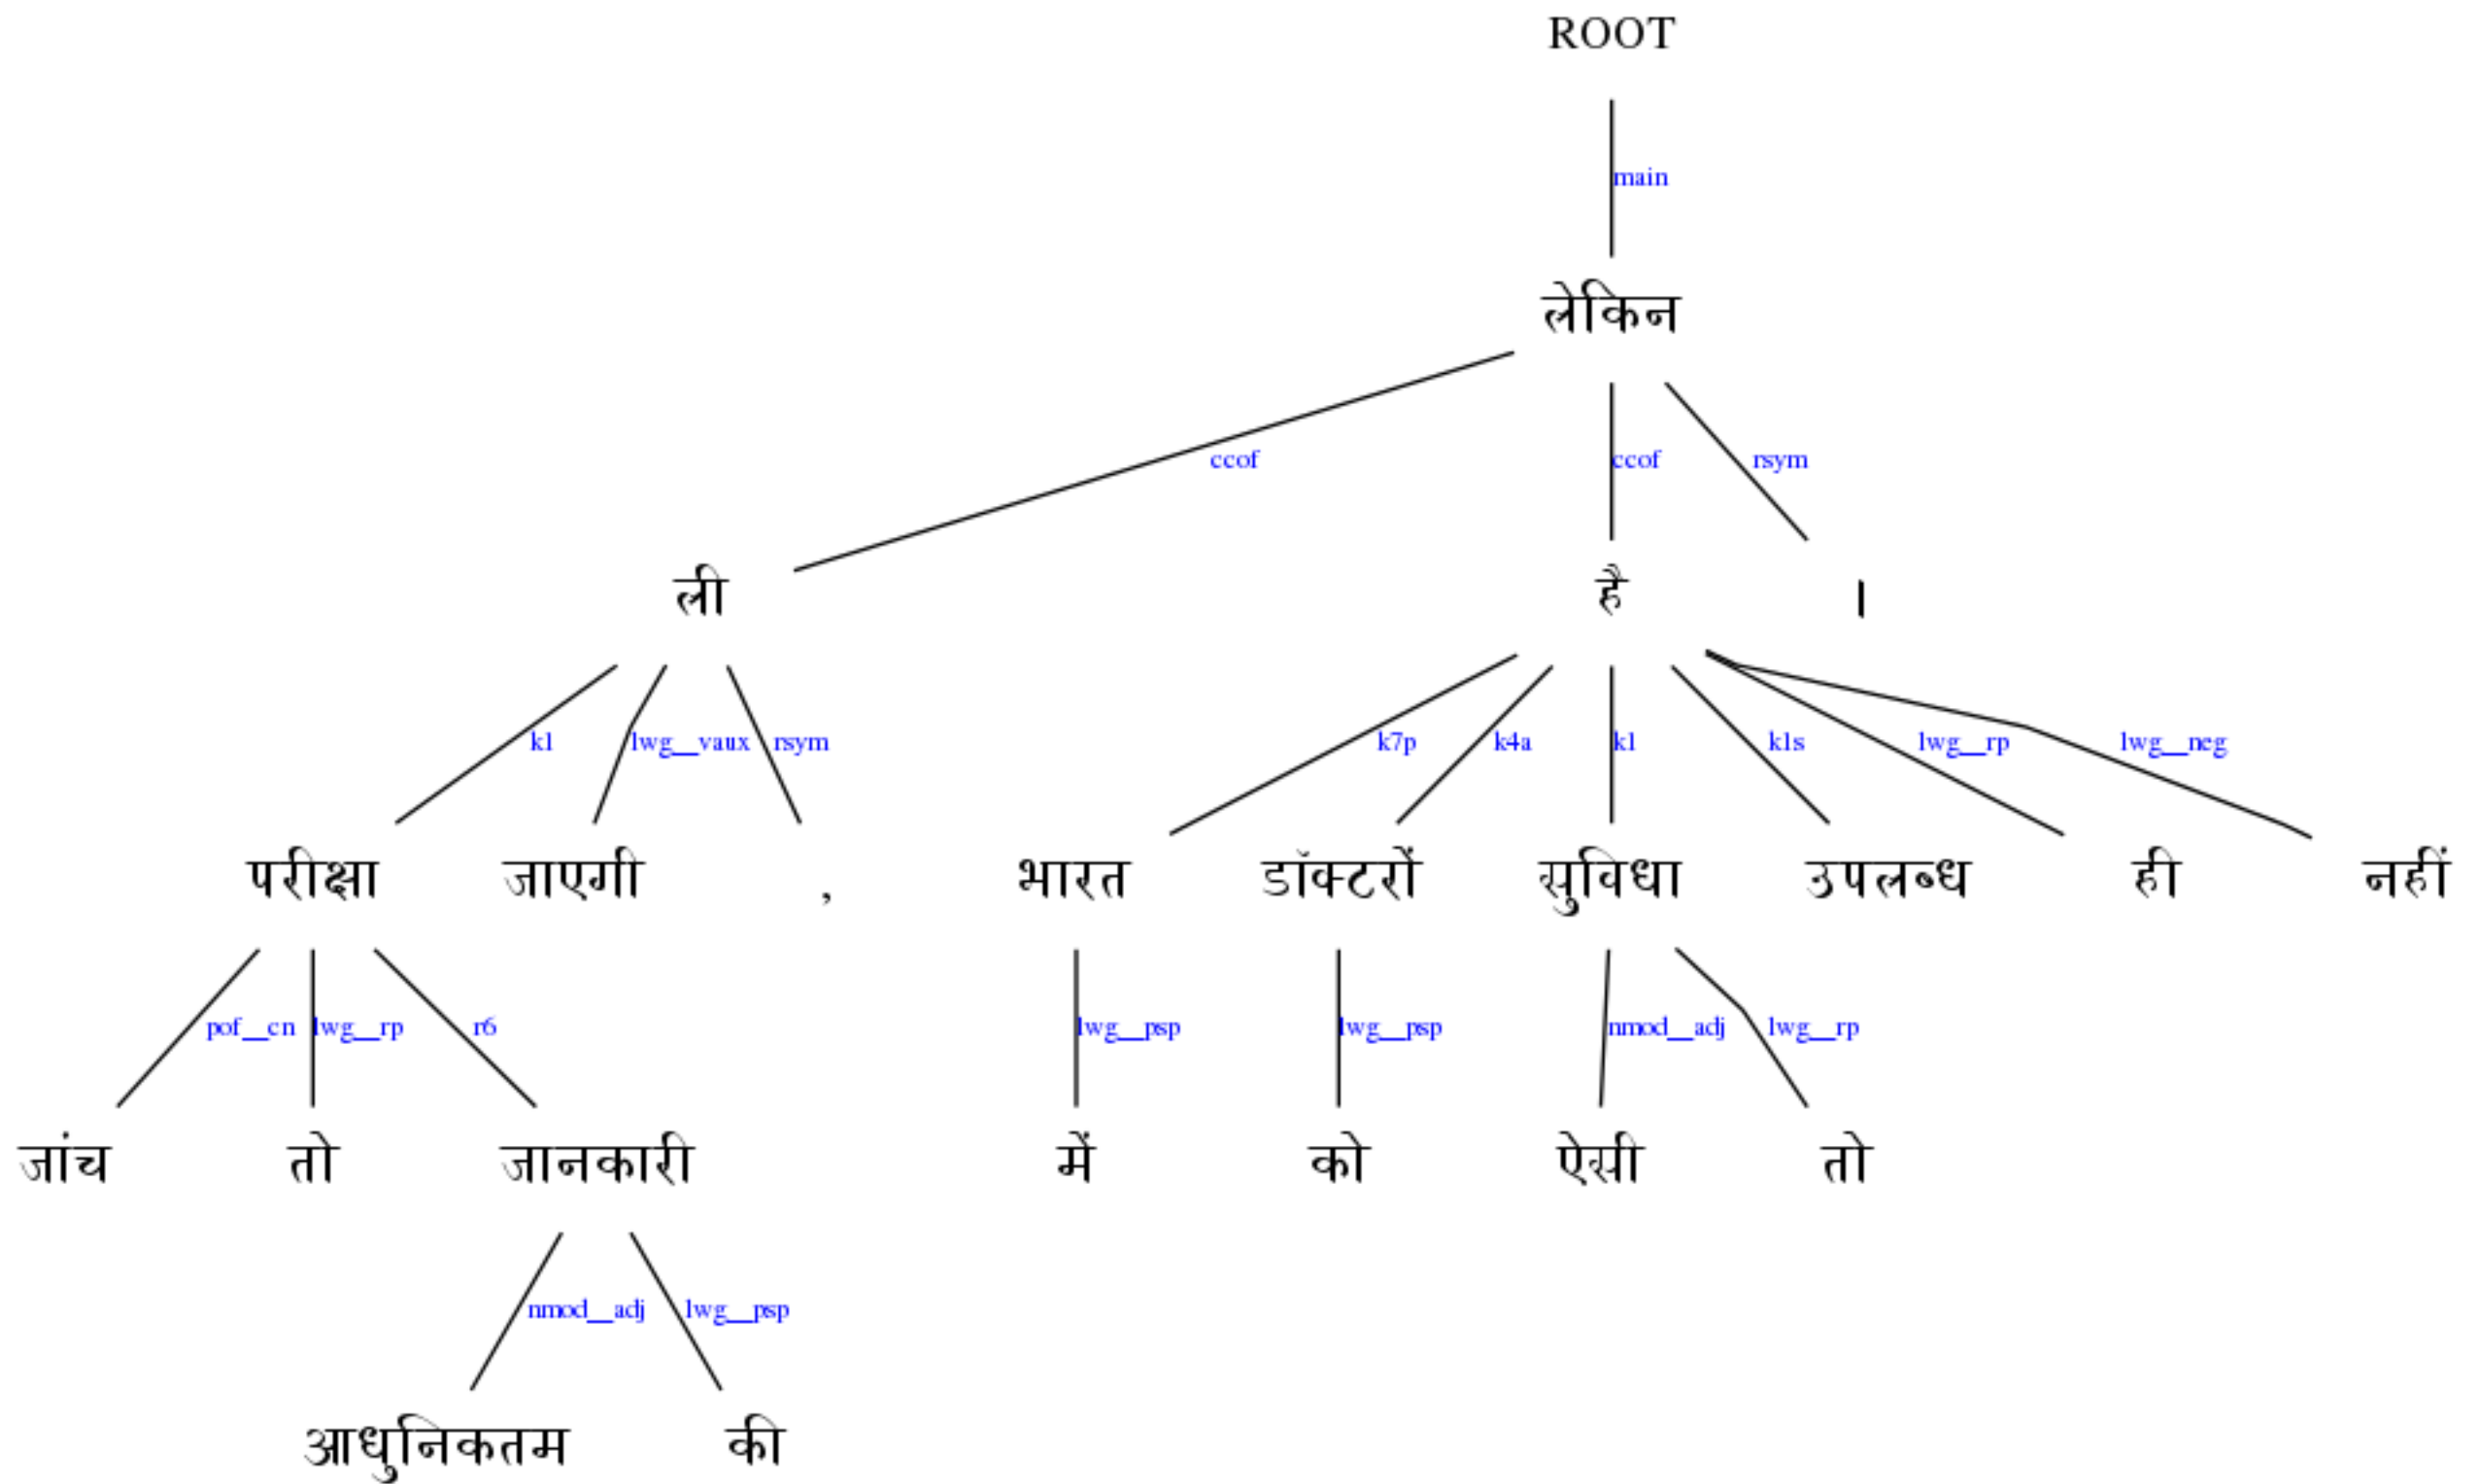 ROOT
main
लेकिन
ccof ccof rsym
ली है ।
k1 lwg__vaux rsym k7p k4a k1 k1s lwg__rp lwg__neg
परीक्षा जाएगी , भारत डॉक्टरों सुविधा उपलब्ध ही नहीं
pof__cn lwg__rp r6 lwg__psp lwg__psp nmod__adj lwg__rp
जांच तो जानकारी में को ऐसी तो
nmod__adj lwg__psp
आधुनिकतम की